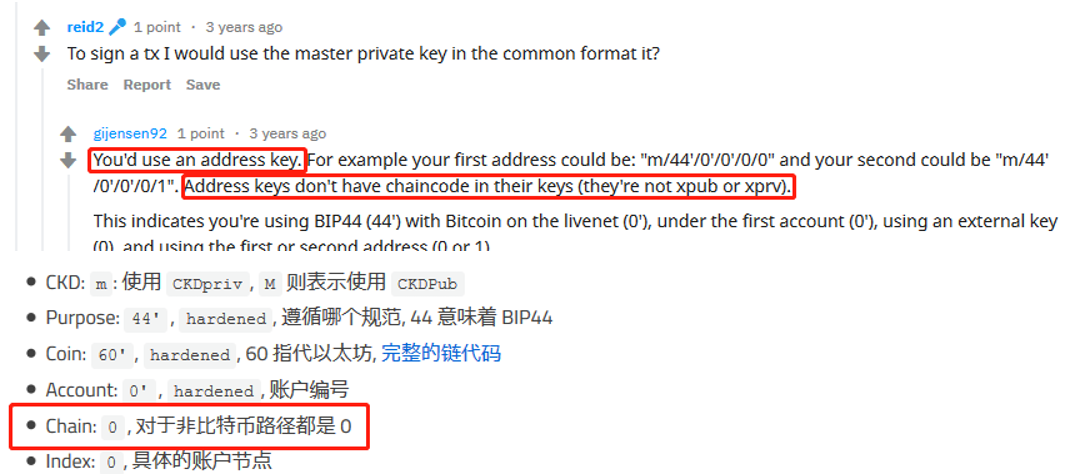 reid2 1 point · 3 years ago
To sign a tx I would use the master private key in the common format it?
Share Report Save
gijensen92 1 point · 3 years ago
You'd use an address key. For example your first address could be: "m/44'/0'/0'/0/0" and your second could be "m/44'
/0'/0'/0/1". Address keys don't have chaincode in their keys (they're not xpub or xprv).
This indicates you're using BIP44 (44') with Bitcoin on the livenet (0'), under the first account (0'), using an external key
(0), and using the first or second address (0 or 1)
CKD: m : 使用 CKDpriv , M 则表示使用 CKDPub
Purpose: 44' , hardened , 遵循哪个规范, 44 意味着 BIP44
Coin: 60' , hardened , 60 指代以太坊, 完整的链代码
Account: 0' , hardened , 账户编号
Chain: 0 , 对于非比特币路径都是 0
Index: 0 , 具体的账户节点